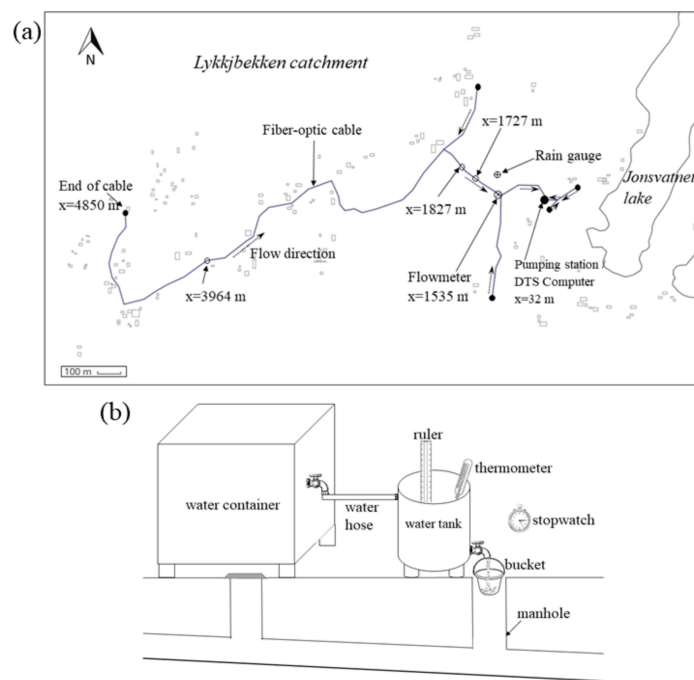 (a)
N
Lykkjbekken catchment
x=1727 m
Fiber-optic cable
Rain gauge
End of cable
x=4850 m
x=1827 m
Jonsvatnet
lake
Flow direction
x=3964 m
Flowmeter
x=1535 m
Pumping station /
DTS Computer
x=32 m
100 m
(b)
ruler
thermometer
water container
water
hose
water tank
stopwatch
bucket
manhole